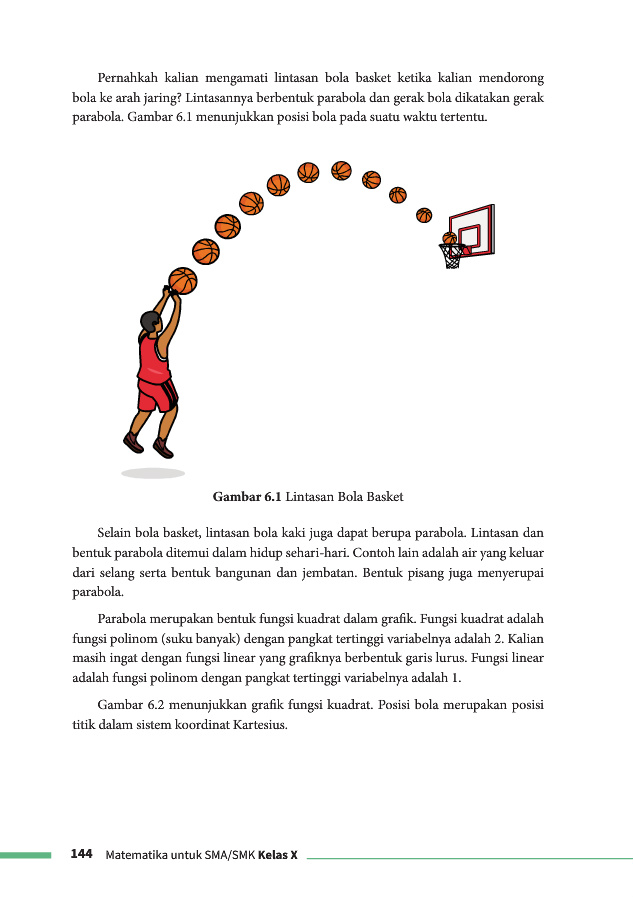 Pernahkah kalian mengamati lintasan bola basket ketika kalian mendorong
bola ke arah jaring? Lintasannya berbentuk parabola dan gerak bola dikatakan gerak
parabola. Gambar 6.1 menunjukkan posisi bola pada suatu waktu tertentu.
Gambar 6.1 Lintasan Bola Basket
Selain bola basket, lintasan bola kaki juga dapat berupa parabola. Lintasan dan
bentuk parabola ditemui dalam hidup sehari-hari. Contoh lain adalah air yang keluar
dari selang serta bentuk bangunan dan jembatan. Bentuk pisang juga menyerupai
parabola.
Parabola merupakan bentuk fungsi kuadrat dalam grafik. Fungsi kuadrat adalah
fungsi polinom (suku banyak) dengan pangkat tertinggi variabelnya adalah 2. Kalian
masih ingat dengan fungsi linear yang grafiknya berbentuk garis lurus. Fungsi linear
adalah fungsi polinom dengan pangkat tertinggi variabelnya adalah 1.
Gambar 6.2 menunjukkan grafik fungsi kuadrat. Posisi bola merupakan posisi
titik dalam sistem koordinat Kartesius.
144 Matematika untuk SMA/SMK Kelas X